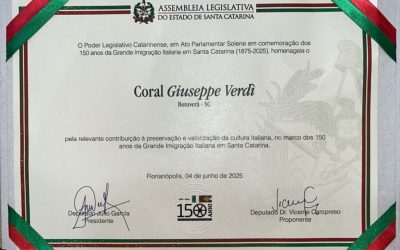 ASSEMBLEIA LEGISLATIVA
DO ESTADO DE SANTA CATARINA
O Poder Legislativo Catarinense, em Ato Parlamentar Solene em comemoração dos
150 anos da Grande Imigração Italiana em Santa Catarina (1875-2025), homenageia o
Coral Giuseppe Verdì
Botuverá - SC
pela relevante contribuição à preservação e valorização da cultura italiana, no marco dos 150
anos da Grande Imigração Italiana em Santa Catarina.
Florianópolis, 04 de junho de 2025
Deputado Júlio Garcia
Presidente
150 ANNI
Deputado Dr. Vicente Caropreso
Proponente